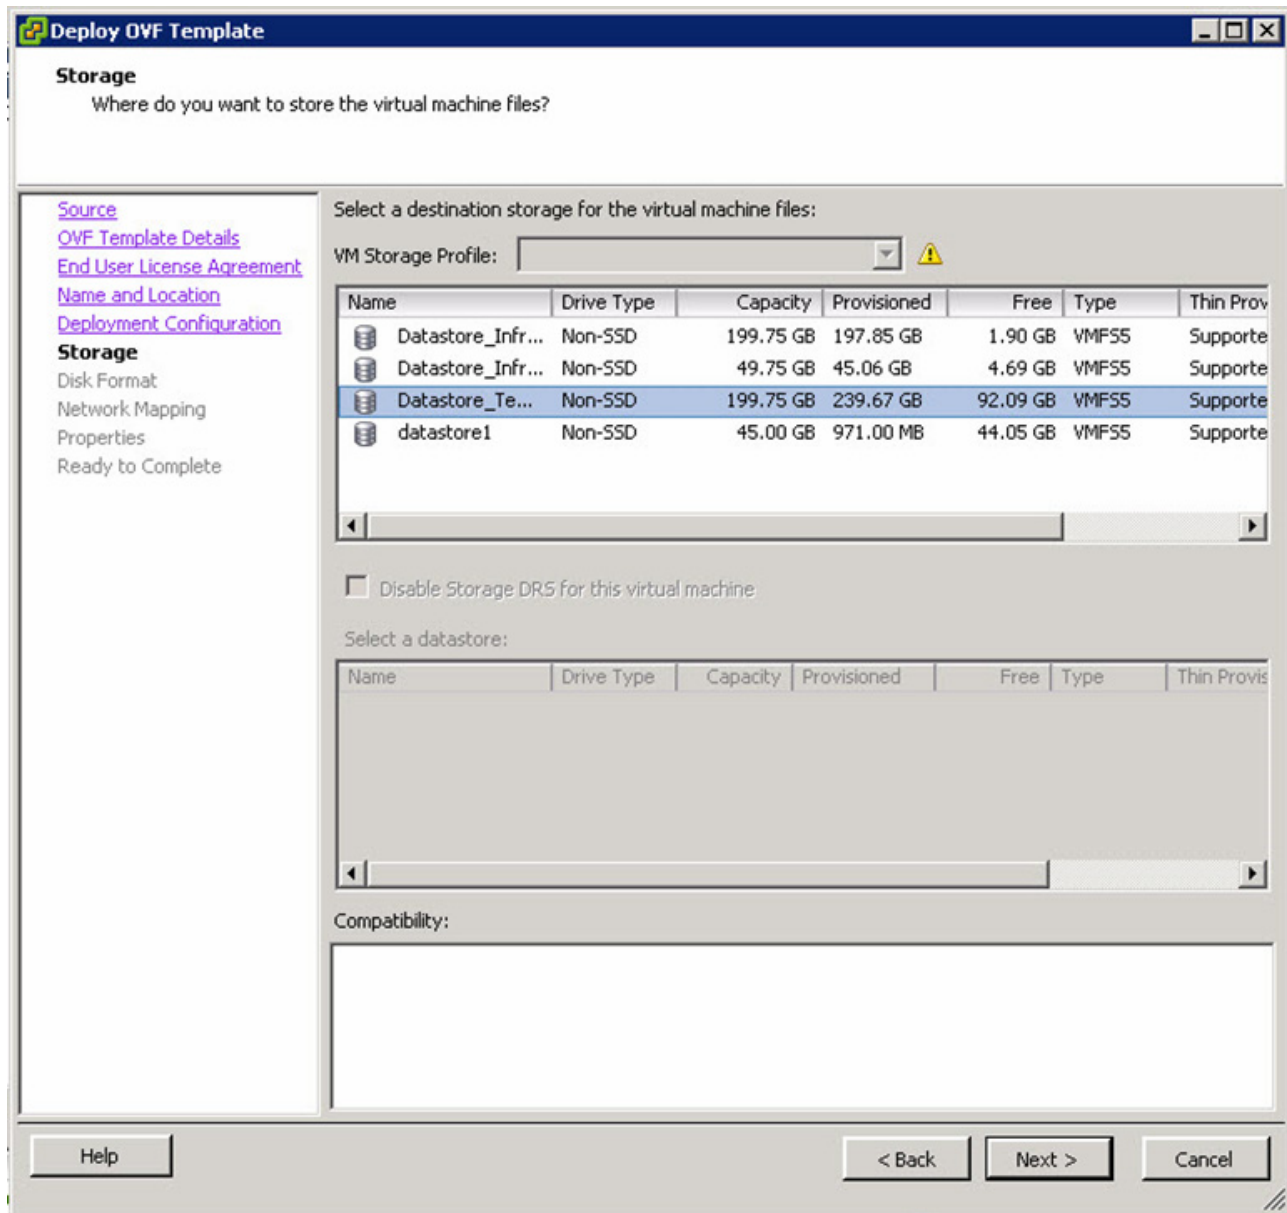 Deploy OVF Template
Storage
Where do you want to store the virtual machine files?
Source
OVF Template Details
End User License Agreement
Name and Location
Deployment Configuration
Storage
Disk Format
Network Mapping
Properties
Ready to Complete
Select a destination storage for the virtual machine files:
VM Storage Profile:
Name Drive Type Capacity Provisioned Free Type Thin Prov
Datastore_Infr... Non-SSD 199.75 GB 197.85 GB 1.90 GB VMFS5 Supporte
Datastore_Infr... Non-SSD 49.75 GB 45.06 GB 4.69 GB VMFS5 Supporte
Datastore_Te... Non-SSD 199.75 GB 239.67 GB 92.09 GB VMFS5 Supporte
datastore1 Non-SSD 45.00 GB 971.00 MB 44.05 GB VMFS5 Supporte
Disable Storage DRS for this virtual machine
Select a datastore:
Name Drive Type Capacity Provisioned Free Type Thin Provis
Compatibility:
Help < Back Next > Cancel